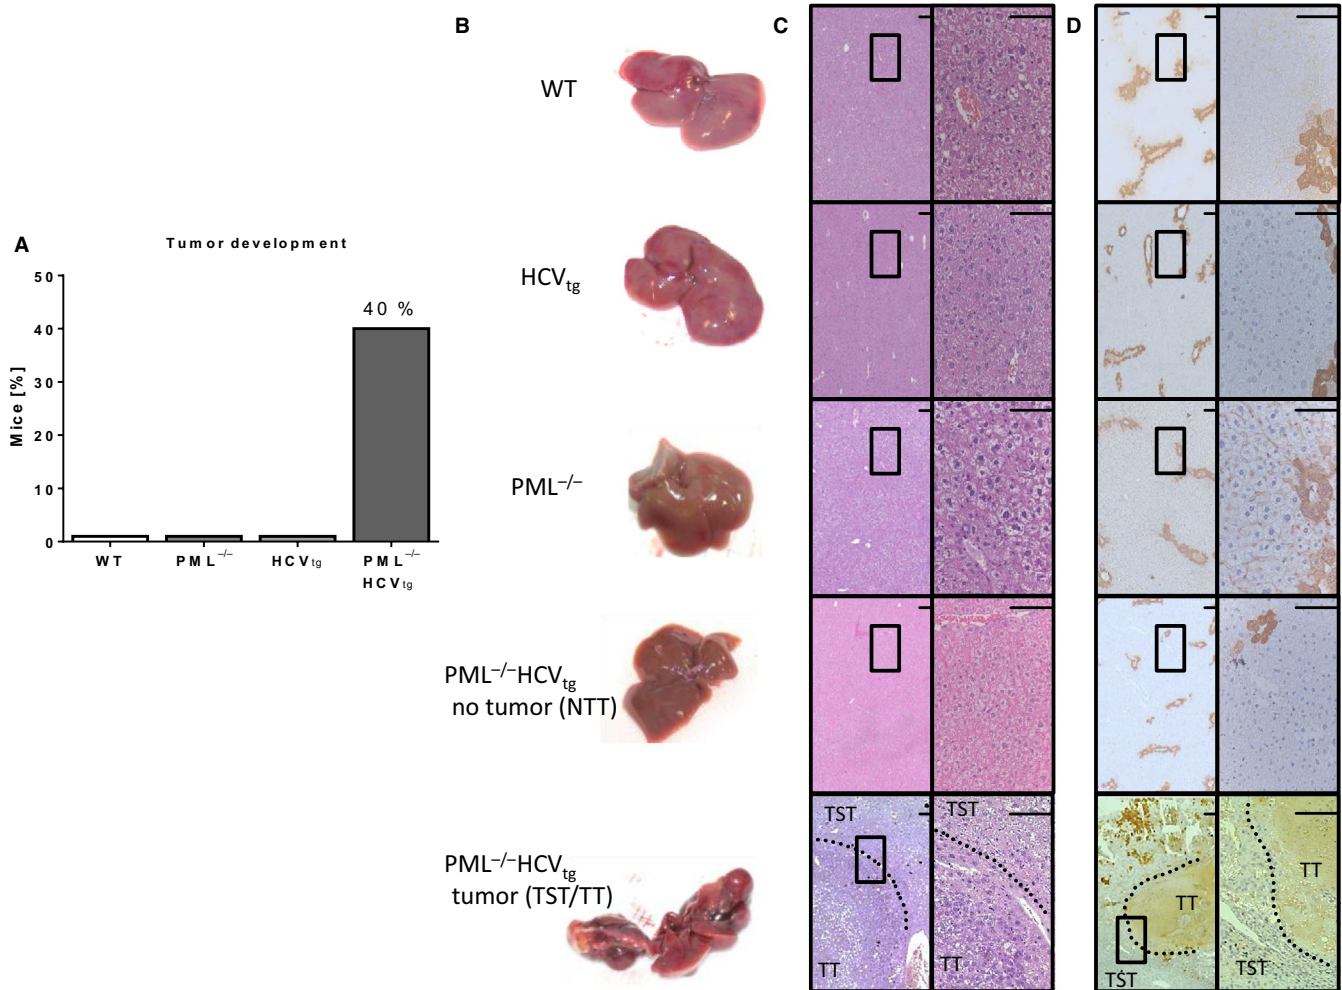 A
Tumor development
50
40
30
20
10
0
Mice [%]
40 %
WT
PML–/–
HCVtg
PML–/–
HCVtg
B
WT
HCVtg
PML–/–
PML–/–HCVtg
no tumor (NTT)
PML–/–HCVtg
tumor (TST/TT)
C
TST
TT
TST
TT
D
TT
TST
TT
TST